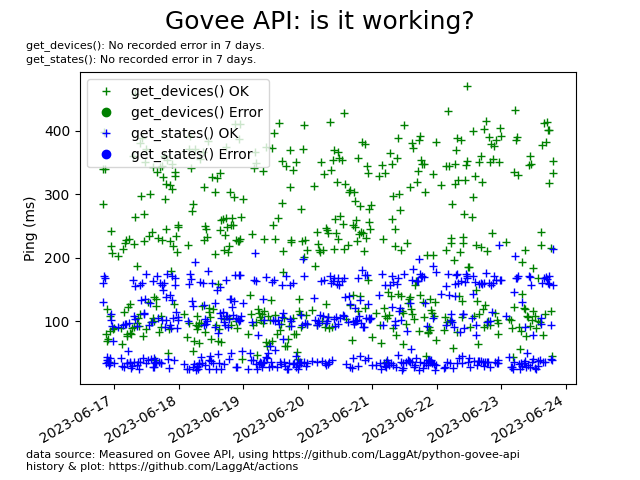 Govee API: is it working?
get_devices(): No recorded error in 7 days.
get_states(): No recorded error in 7 days.
get_devices() OK
get_devices() Error
get_states() OK
get_states() Error
Ping (ms)
400
300
200
100
2023-06-17
2023-06-18
2023-06-19
2023-06-20
2023-06-21
2023-06-22
2023-06-23
2023-06-24
data source: Measured on Govee API, using https://github.com/LaggAt/python-govee-api
history & plot: https://github.com/LaggAt/actions